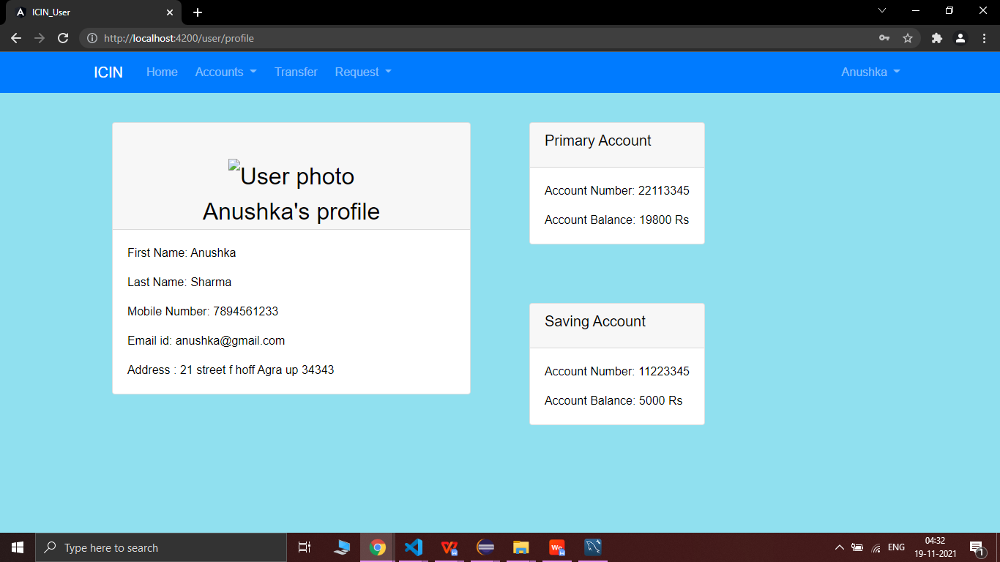 ICIN_User
http://localhost:4200/user/profile
ICIN Home Accounts Transfer Request Anushka
User photo
Anushka's profile
First Name: Anushka
Last Name: Sharma
Mobile Number: 7894561233
Email id: anushka@gmail.com
Address : 21 street f hoff Agra up 34343
Primary Account
Account Number: 22113345
Account Balance: 19800 Rs
Saving Account
Account Number: 11223345
Account Balance: 5000 Rs
Type here to search
ENG
04:32
19-11-2021
1